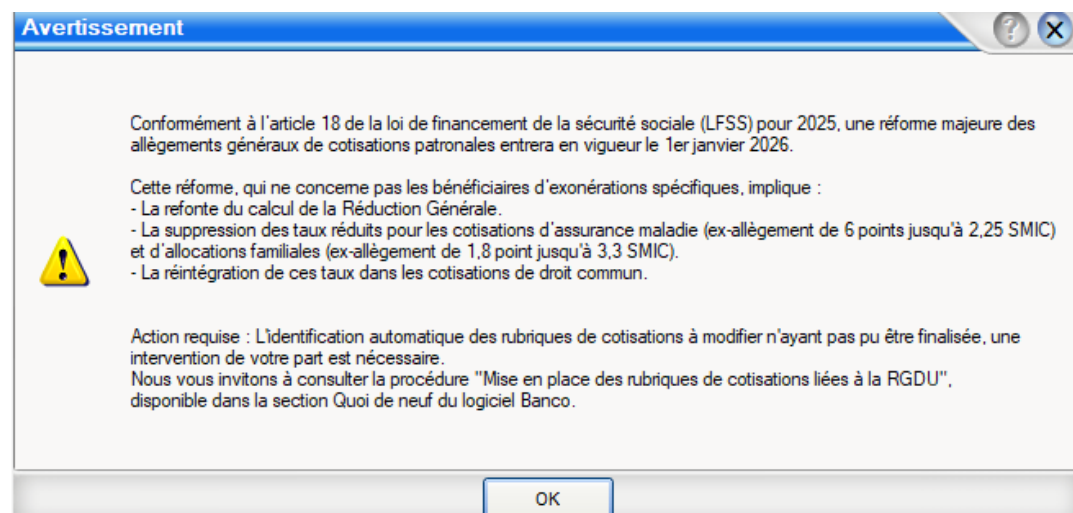 Avertissement
?
X
Conformément à l'article 18 de la loi de financement de la sécurité sociale (LFSS) pour 2025, une réforme majeure des
allègements généraux de cotisations patronales entrera en vigueur le 1er janvier 2026.
Cette réforme, qui ne concerne pas les bénéficiaires d'exonérations spécifiques, implique :
- La refonte du calcul de la Réduction Générale.
- La suppression des taux réduits pour les cotisations d'assurance maladie (ex-allègement de 6 points jusqu'à 2,25 SMIC)
et d'allocations familiales (ex-allègement de 1,8 point jusqu'à 3,3 SMIC).
- La réintégration de ces taux dans les cotisations de droit commun.
Action requise : L'identification automatique des rubriques de cotisations à modifier n'ayant pas pu être finalisée, une
intervention de votre part est nécessaire.
Nous vous invitons à consulter la procédure "Mise en place des rubriques de cotisations liées à la RGDU",
disponible dans la section Quoi de neuf du logiciel Banco.
OK